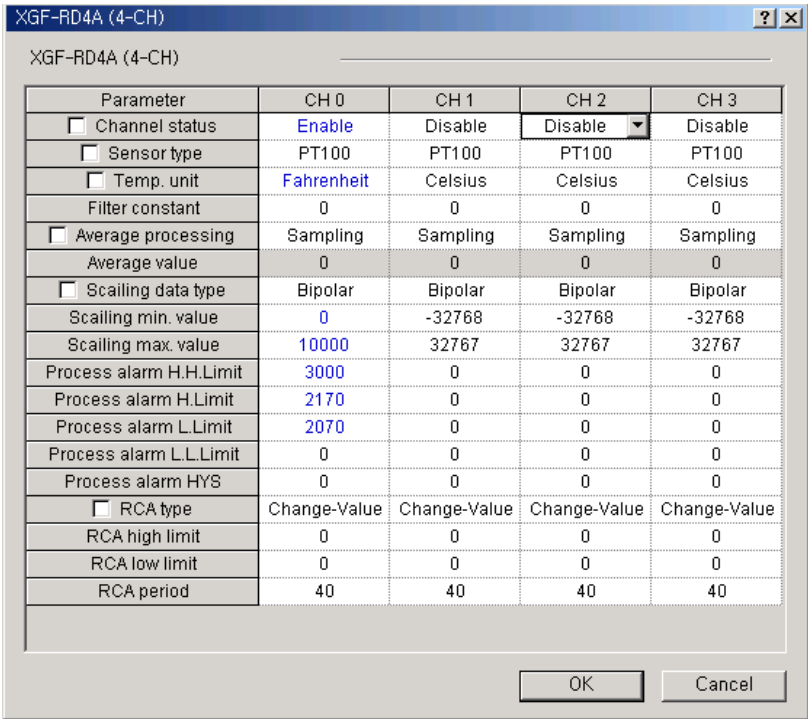 XGF-RD4A (4-CH)
XGF-RD4A (4-CH)
Parameter CH 0 CH 1 CH 2 CH 3
Channel status Enable Disable Disable Disable
Sensor type PT100 PT100 PT100 PT100
Temp. unit Fahrenheit Celsius Celsius Celsius
Filter constant 0 0 0 0
Average processing Sampling Sampling Sampling Sampling
Average value 0 0 0 0
Scailing data type Bipolar Bipolar Bipolar Bipolar
Scailing min. value 0 -32768 -32768 -32768
Scailing max. value 10000 32767 32767 32767
Process alarm H.H.Limit 3000 0 0 0
Process alarm H.Limit 2170 0 0 0
Process alarm L.Limit 2070 0 0 0
Process alarm L.L.Limit 0 0 0 0
Process alarm HYS 0 0 0 0
RCA type Change-Value Change-Value Change-Value Change-Value
RCA high limit 0 0 0 0
RCA low limit 0 0 0 0
RCA period 40 40 40 40
OK Cancel